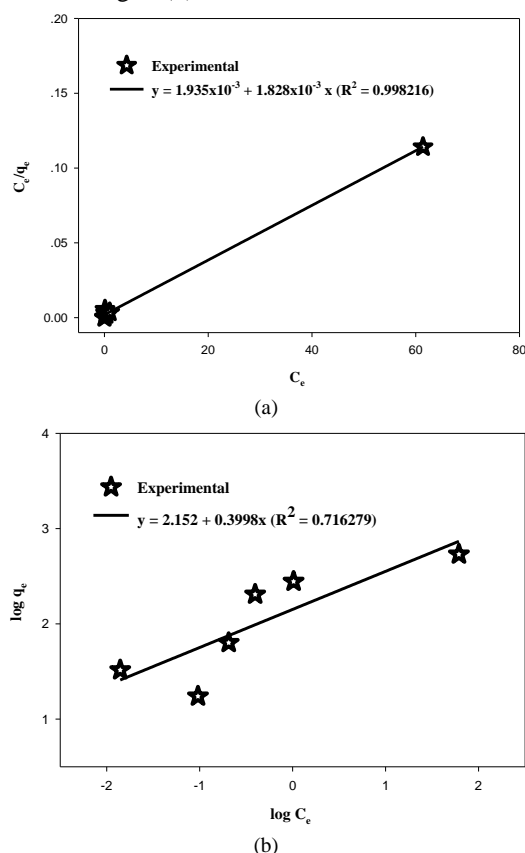 .20
Experimental
y = 1.935x10⁻³ + 1.828x10⁻³ x (R² = 0.998216)
.15
Cₑ/qₑ
.10
.05
0.00
0 20 40 60 80
Cₑ
(a)
4
Experimental
y = 2.152 + 0.3998x (R² = 0.716279)
3
log qₑ
2
1
-2 -1 0 1 2
log Cₑ
(b)